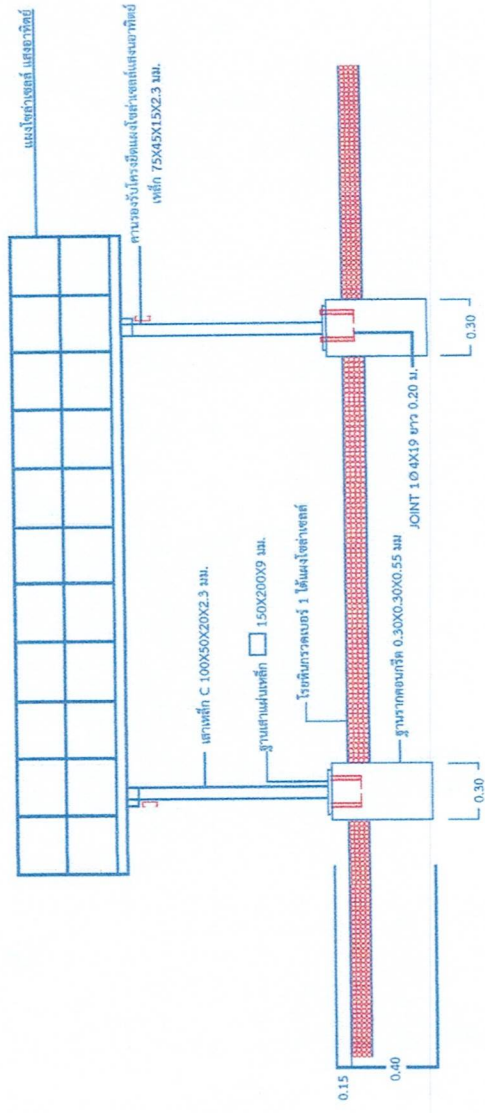 แผงโซล่าเซลล์ แสงอาทิตย์
คานรองรับโครงยึดแผงโซล่าเซลล์แสงอาทิตย์
เหล็ก 75X45X15X2.3 มม.
เสาเหล็ก C 100X50X20X2.3 มม.
ฐานเสาแผ่นเหล็ก 150X200X9 มม.
โรยหินกรวดเบอร์ 1 ใต้แผงโซล่าเซลล์
ฐานรากคอนกรีต 0.30X0.30X0.55 มม
JOINT 1Ø4X19 ยาว 0.20 ม.
0.15
0.40
0.30
0.30